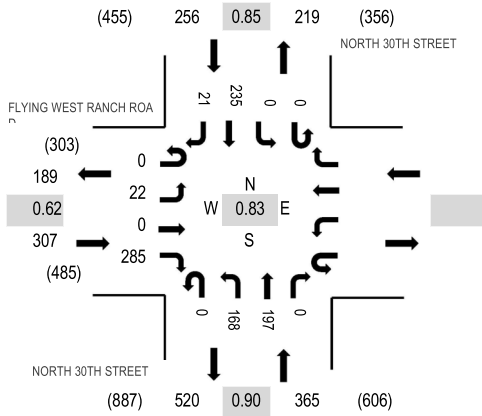 (455) 256 0.85 219 (356)
NORTH 30TH STREET
21 235 0 0
FLYING WEST RANCH ROA
D
(303)
189
0.62
307
(485)
0
22
0
285
N
W 0.83 E
S
0 168 197 0
NORTH 30TH STREET
(887) 520 0.90 365 (606)